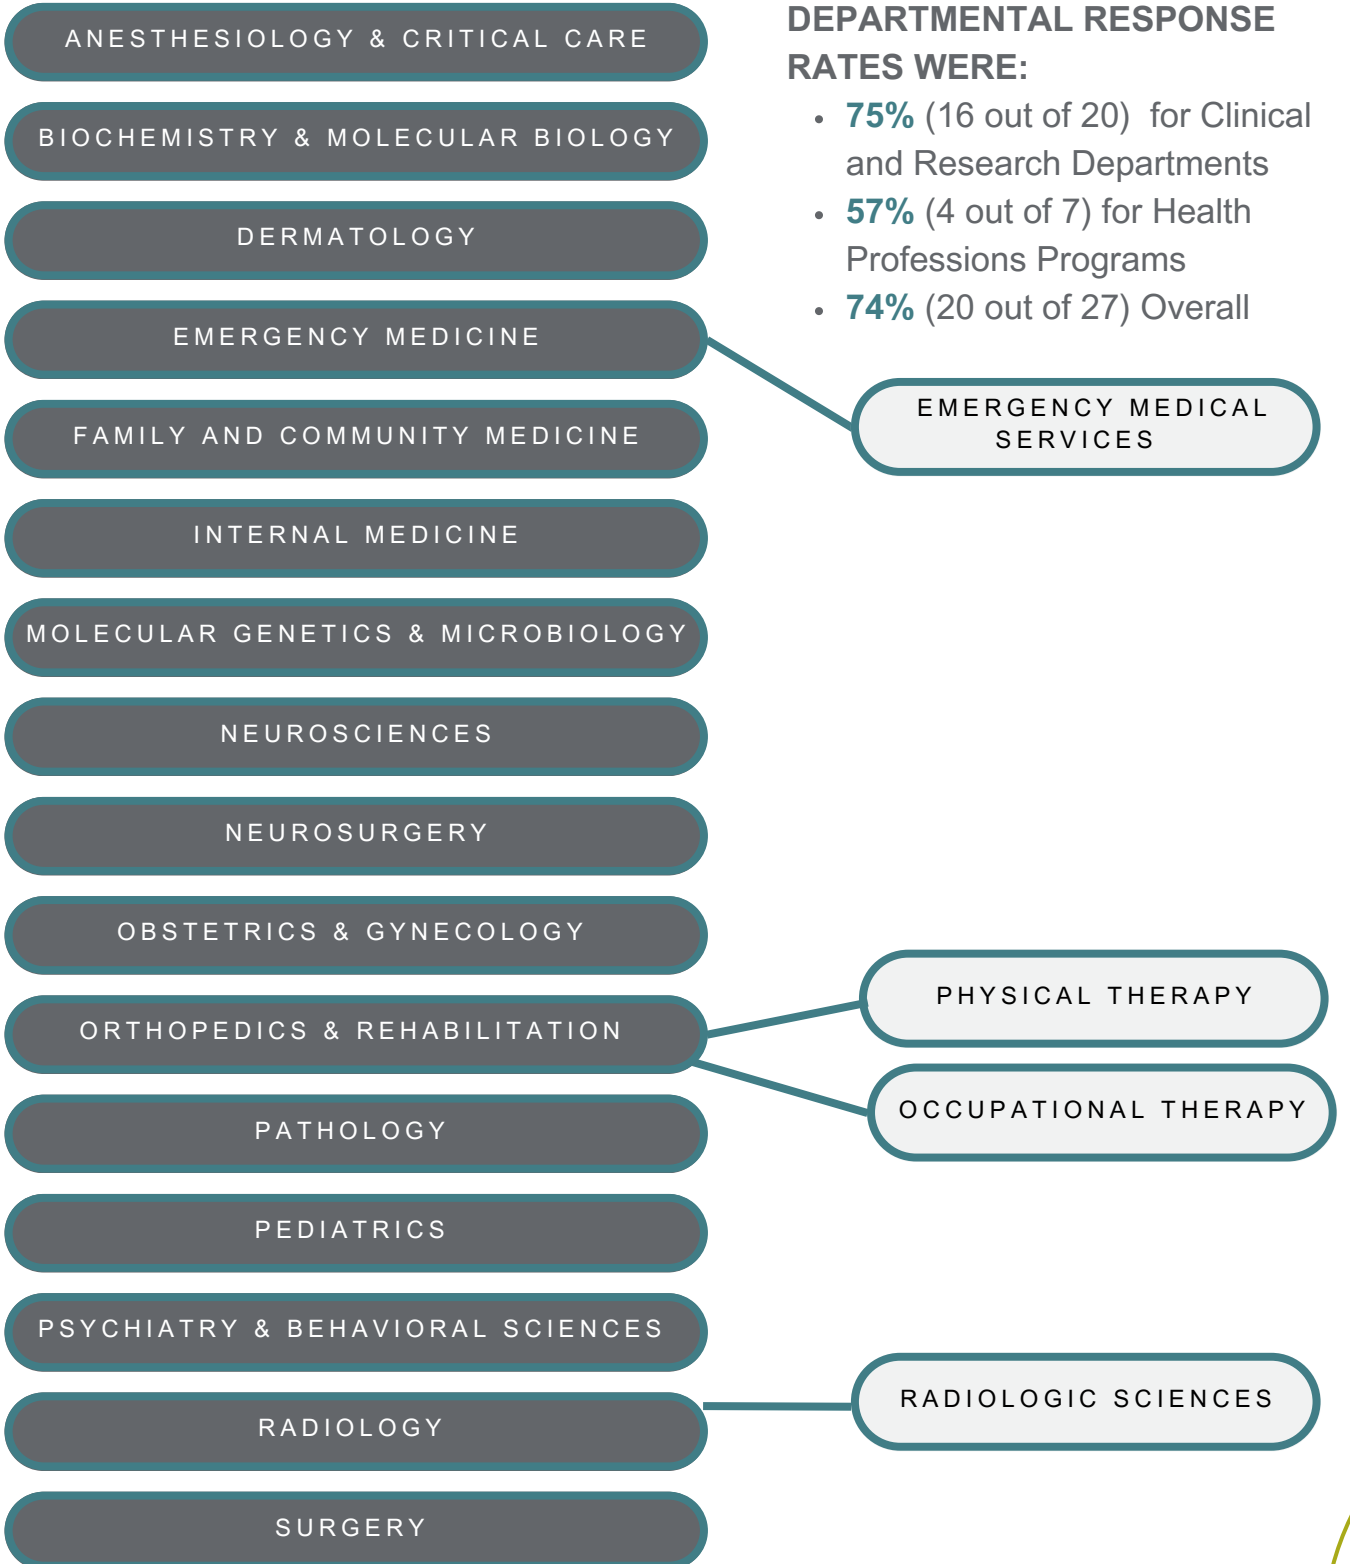 ANESTHESIOLOGY & CRITICAL CARE
BIOCHEMISTRY & MOLECULAR BIOLOGY
DERMATOLOGY
EMERGENCY MEDICINE
FAMILY AND COMMUNITY MEDICINE
INTERNAL MEDICINE
MOLECULAR GENETICS & MICROBIOLOGY
NEUROSCIENCES
NEUROSURGERY
OBSTETRICS & GYNECOLOGY
ORTHOPEDICS & REHABILITATION
PATHOLOGY
PEDIATRICS
PSYCHIATRY & BEHAVIORAL SCIENCES
RADIOLOGY
SURGERY
DEPARTMENTAL RESPONSE
RATES WERE:
• 75% (16 out of 20) for Clinical
and Research Departments
• 57% (4 out of 7) for Health
Professions Programs
• 74% (20 out of 27) Overall
EMERGENCY MEDICAL
SERVICES
PHYSICAL THERAPY
OCCUPATIONAL THERAPY
RADIOLOGIC SCIENCES